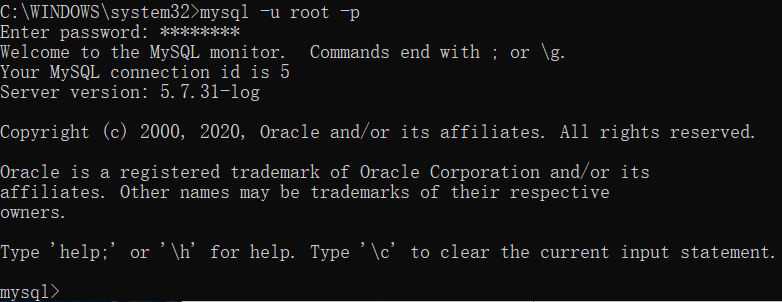 C:\WINDOWS\system32>mysql -u root -p
Enter password: ********
Welcome to the MySQL monitor.  Commands end with ; or \g.
Your MySQL connection id is 5
Server version: 5.7.31-log
Copyright (c) 2000, 2020, Oracle and/or its affiliates. All rights reserved.
Oracle is a registered trademark of Oracle Corporation and/or its
affiliates. Other names may be trademarks of their respective
owners.
Type 'help;' or '\h' for help. Type '\c' to clear the current input statement.
mysql>